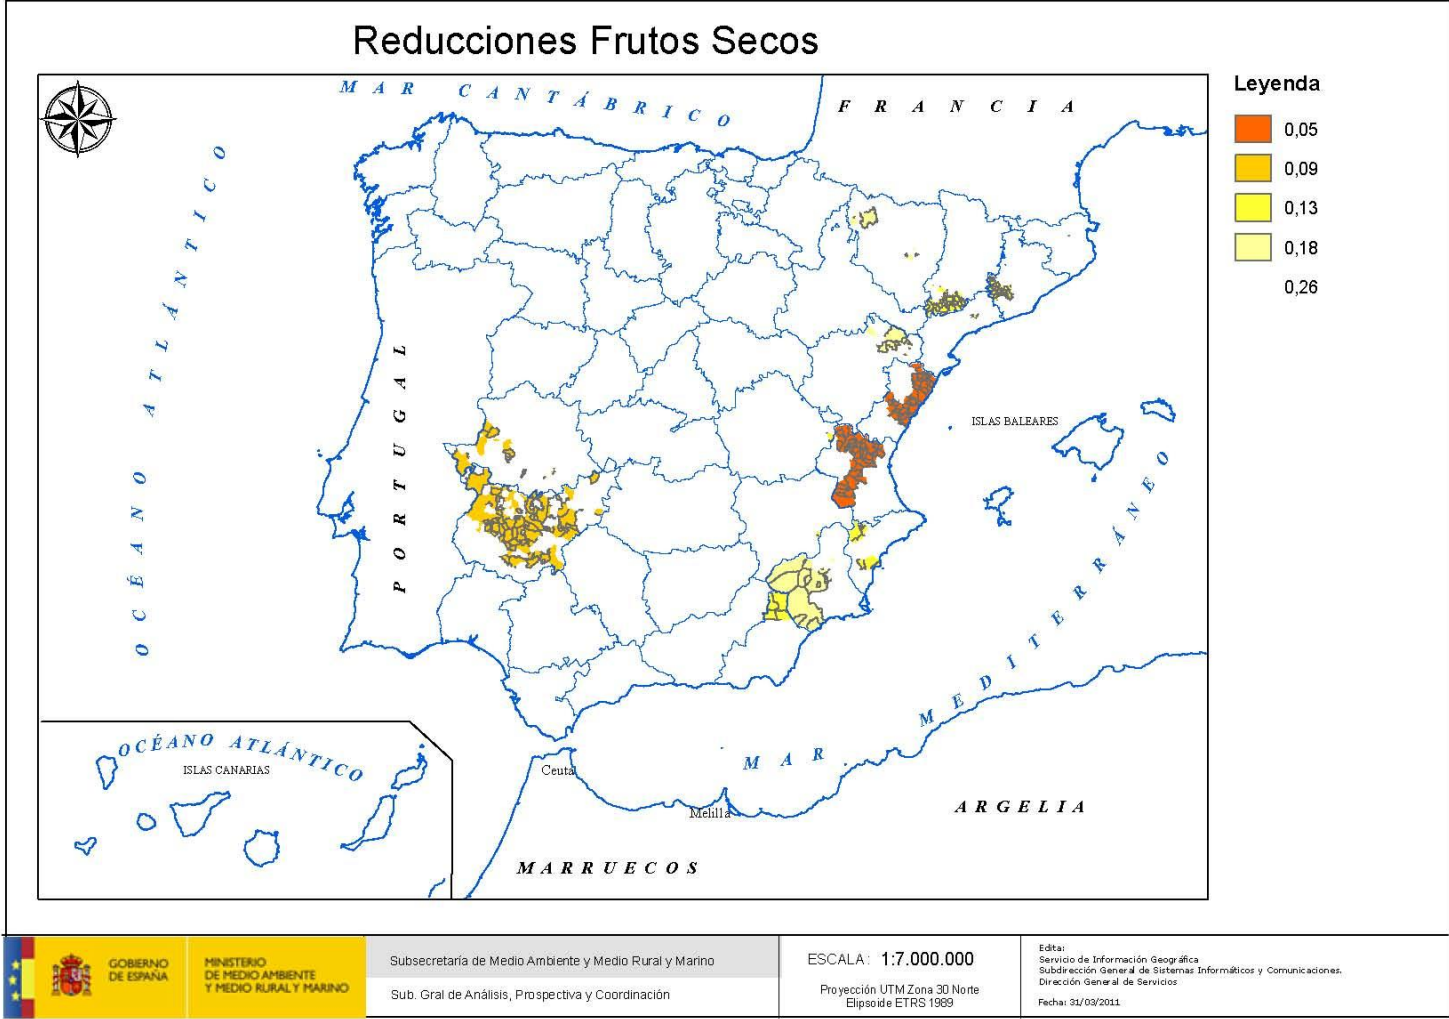 Reducciones Frutos Secos
MAR CANTÁBRICO
FRANCIA
OCÉANO ATLÁNTICO
PORTUGAL
ISLAS BALEARES
MAR MEDITERRÁNEO
OCÉANO ATLÁNTICO
ISLAS CANARIAS
Ceuta
Melilla
ARGELIA
MARRUECOS
Leyenda
0,05
0,09
0,13
0,18
0,26
GOBIERNO
DE ESPAÑA
MINISTERIO
DE MEDIO AMBIENTE
Y MEDIO RURAL Y MARINO
Subsecretaría de Medio Ambiente y Medio Rural y Marino
Sub. Gral de Análisis, Prospectiva y Coordinación
ESCALA: 1:7.000.000
Proyección UTM Zona 30 Norte
Elipsoide ETRS 1989
Edita:
Servicio de Información Geográfica
Subdirección General de Sistemas Informáticos y Comunicaciones.
Dirección General de Servicios
Fecha: 31/03/2011